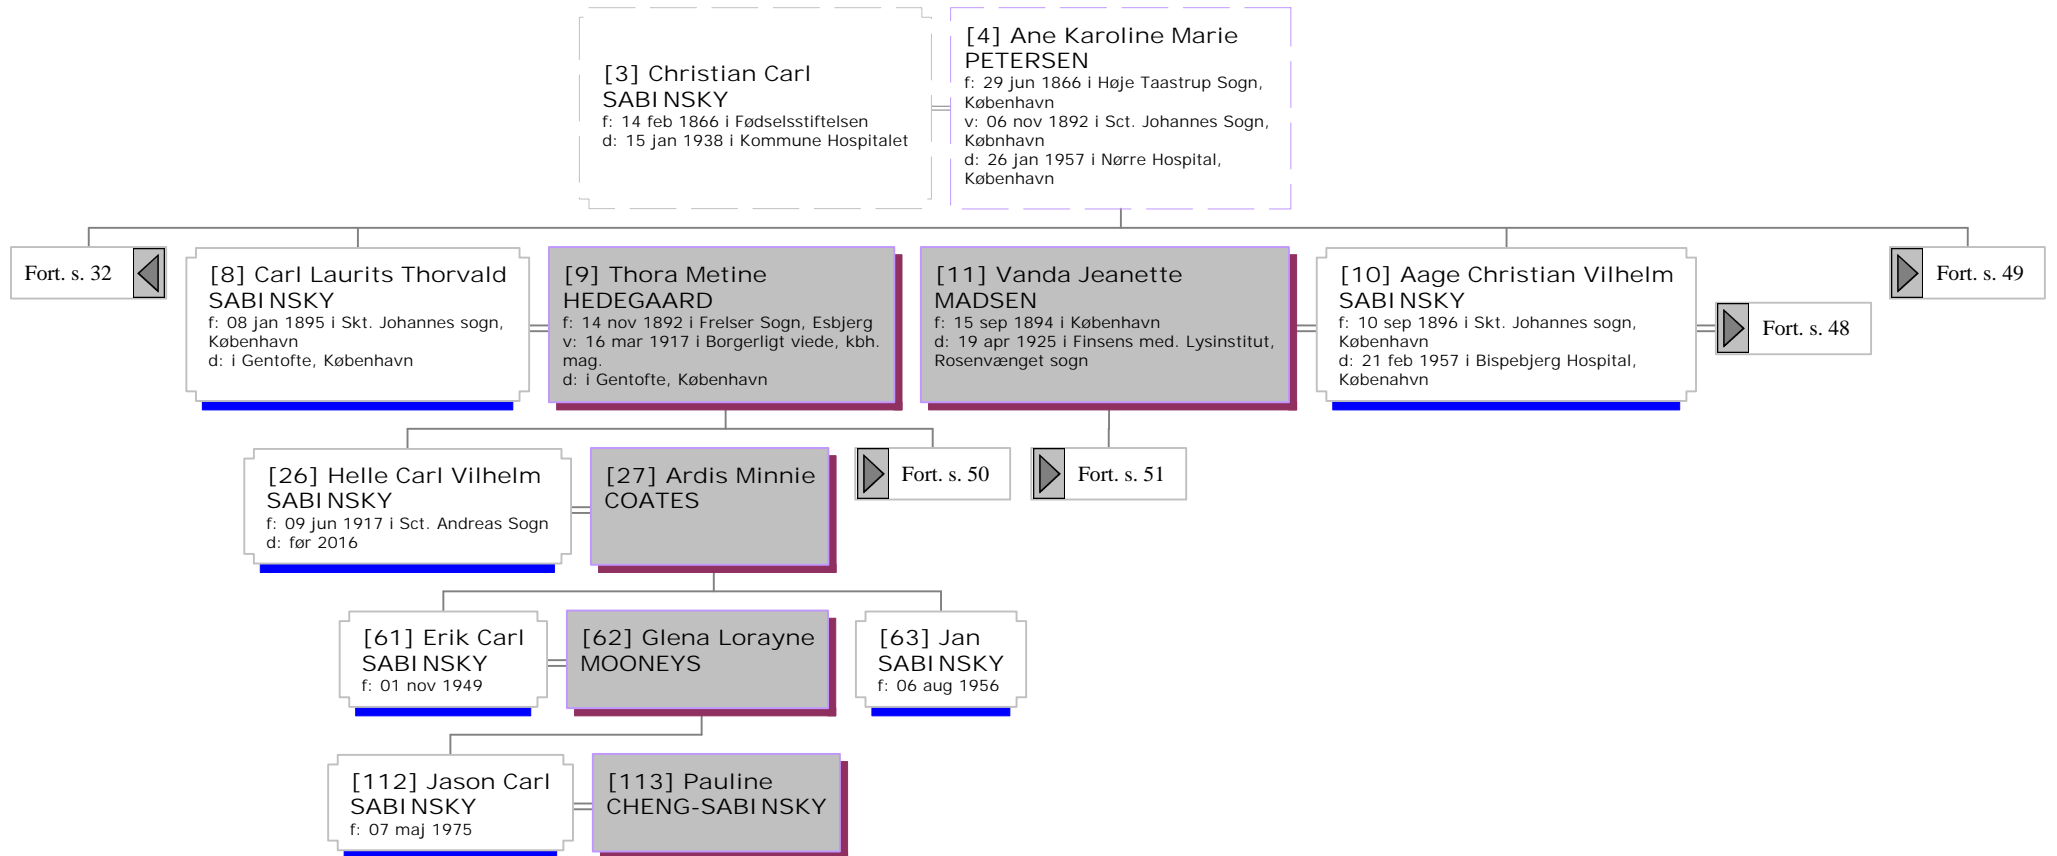 [3] Christian Carl
SABINSKY
f: 14 feb 1866 i Fødselsstiftelsen
d: 15 jan 1938 i Kommune Hospitalet
[4] Ane Karoline Marie
PETERSEN
f: 29 jun 1866 i Høje Taastrup Sogn,
København
v: 06 nov 1892 i Sct. Johannes Sogn,
Købnhavn
d: 26 jan 1957 i Nørre Hospital,
København
Fort. s. 32
[8] Carl Laurits Thorvald
SABINSKY
f: 08 jan 1895 i Skt. Johannes sogn,
København
d: i Gentofte, København
[9] Thora Metine
HEDEGAARD
f: 14 nov 1892 i Frelser Sogn, Esbjerg
v: 16 mar 1917 i Borgerligt viede, kbh.
mag.
d: i Gentofte, København
[11] Vanda Jeanette
MADSEN
f: 15 sep 1894 i København
d: 19 apr 1925 i Finsens med. Lysinstitut,
Rosenvænget sogn
[10] Aage Christian Vilhelm
SABINSKY
f: 10 sep 1896 i Skt. Johannes sogn,
København
d: 21 feb 1957 i Bispebjerg Hospital,
Købenahvn
Fort. s. 48
Fort. s. 49
[26] Helle Carl Vilhelm
SABINSKY
f: 09 jun 1917 i Sct. Andreas Sogn
d: før 2016
[27] Ardis Minnie
COATES
Fort. s. 50
Fort. s. 51
[61] Erik Carl
SABINSKY
f: 01 nov 1949
[62] Glena Lorayne
MOONEYS
[63] Jan
SABINSKY
f: 06 aug 1956
[112] Jason Carl
SABINSKY
f: 07 maj 1975
[113] Pauline
CHENG-SABINSKY